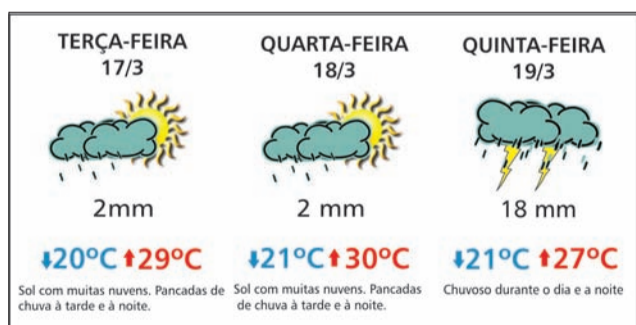 TERÇA-FEIRA
17/3
2mm
20ºC 29ºC
Sol com muitas nuvens. Pancadas de
chuva à tarde e à noite.
QUARTA-FEIRA
18/3
2 mm
21ºC 30ºC
Sol com muitas nuvens. Pancadas
de chuva à tarde e à noite.
QUINTA-FEIRA
19/3
18 mm
21ºC 27ºC
Chuvoso durante o dia e a noite